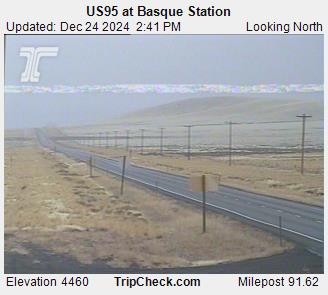 US95 at Basque Station
Updated: Dec 24 2024 2:41 PM Looking North
Elevation 4460 TripCheck.com Milepost 91.62